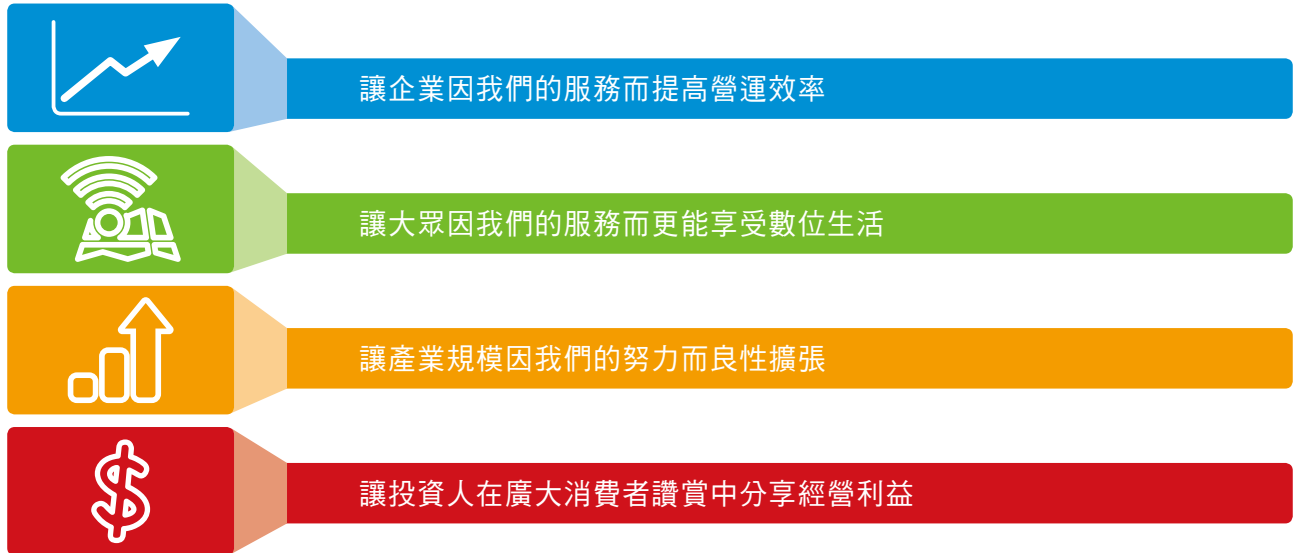 讓企業因我們的服務而提高營運效率
讓大眾因我們的服務而更能享受數位生活
讓產業規模因我們的努力而良性擴張
讓投資人在廣大消費者讚賞中分享經營利益